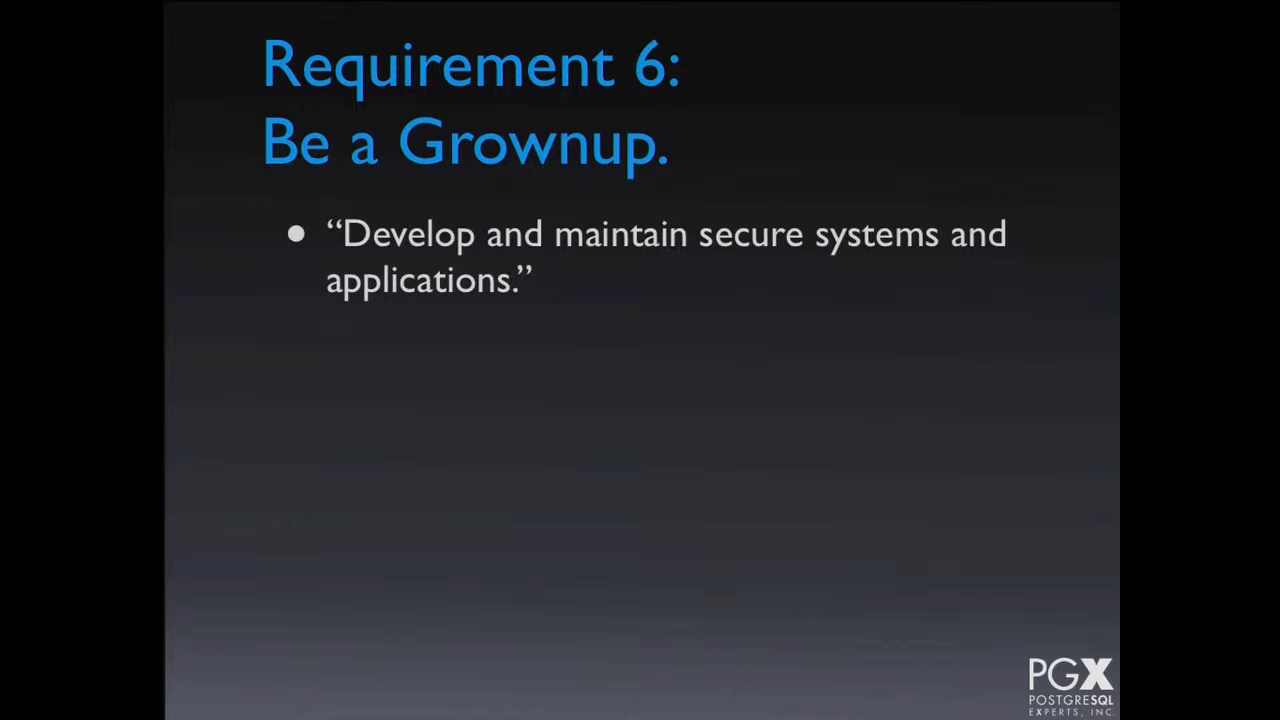 Requirement 6:
Be a Grownup.
● “Develop and maintain secure systems and
applications.”
PGX
POSTGRESQL
EXPERTS, INC.